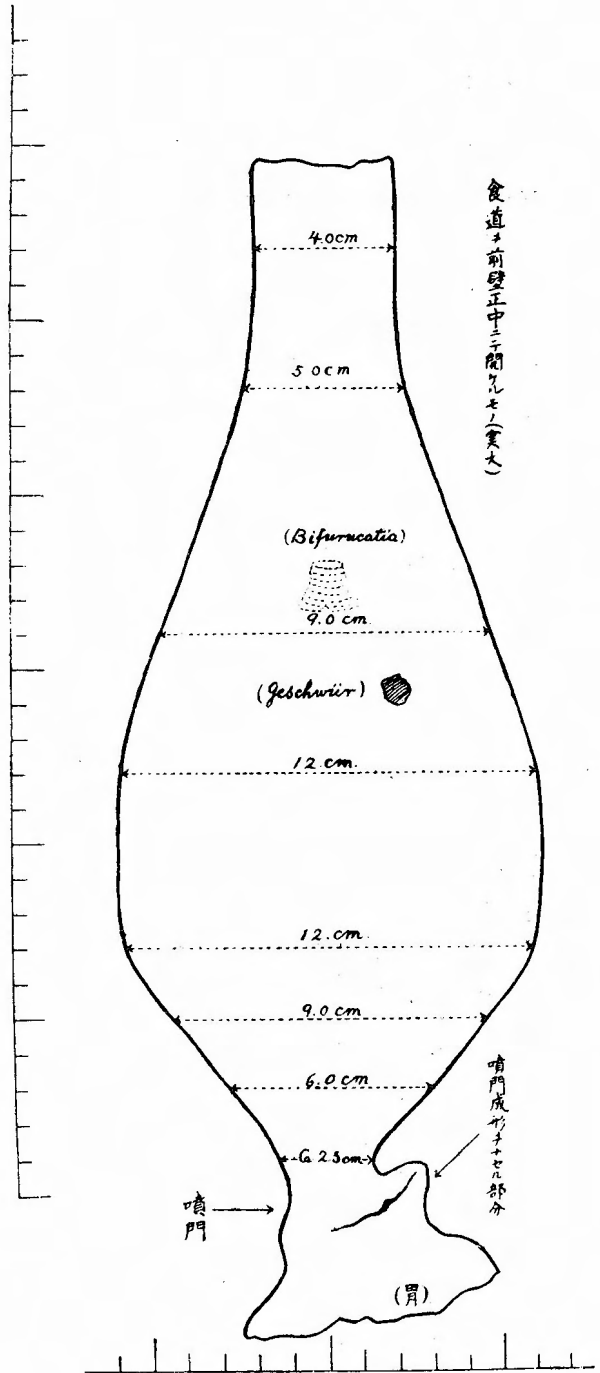 食道ヲ前壁正中ニテ開ケルモノ(實大)
4.0cm
5.0cm
(Bifurucatia)
9.0 cm.
(Geschwür)
12 cm.
12. cm
9.0 cm
6.0 cm
噴門成形ヲナセル部分
Ca 2.5cm
噴門
(胃)